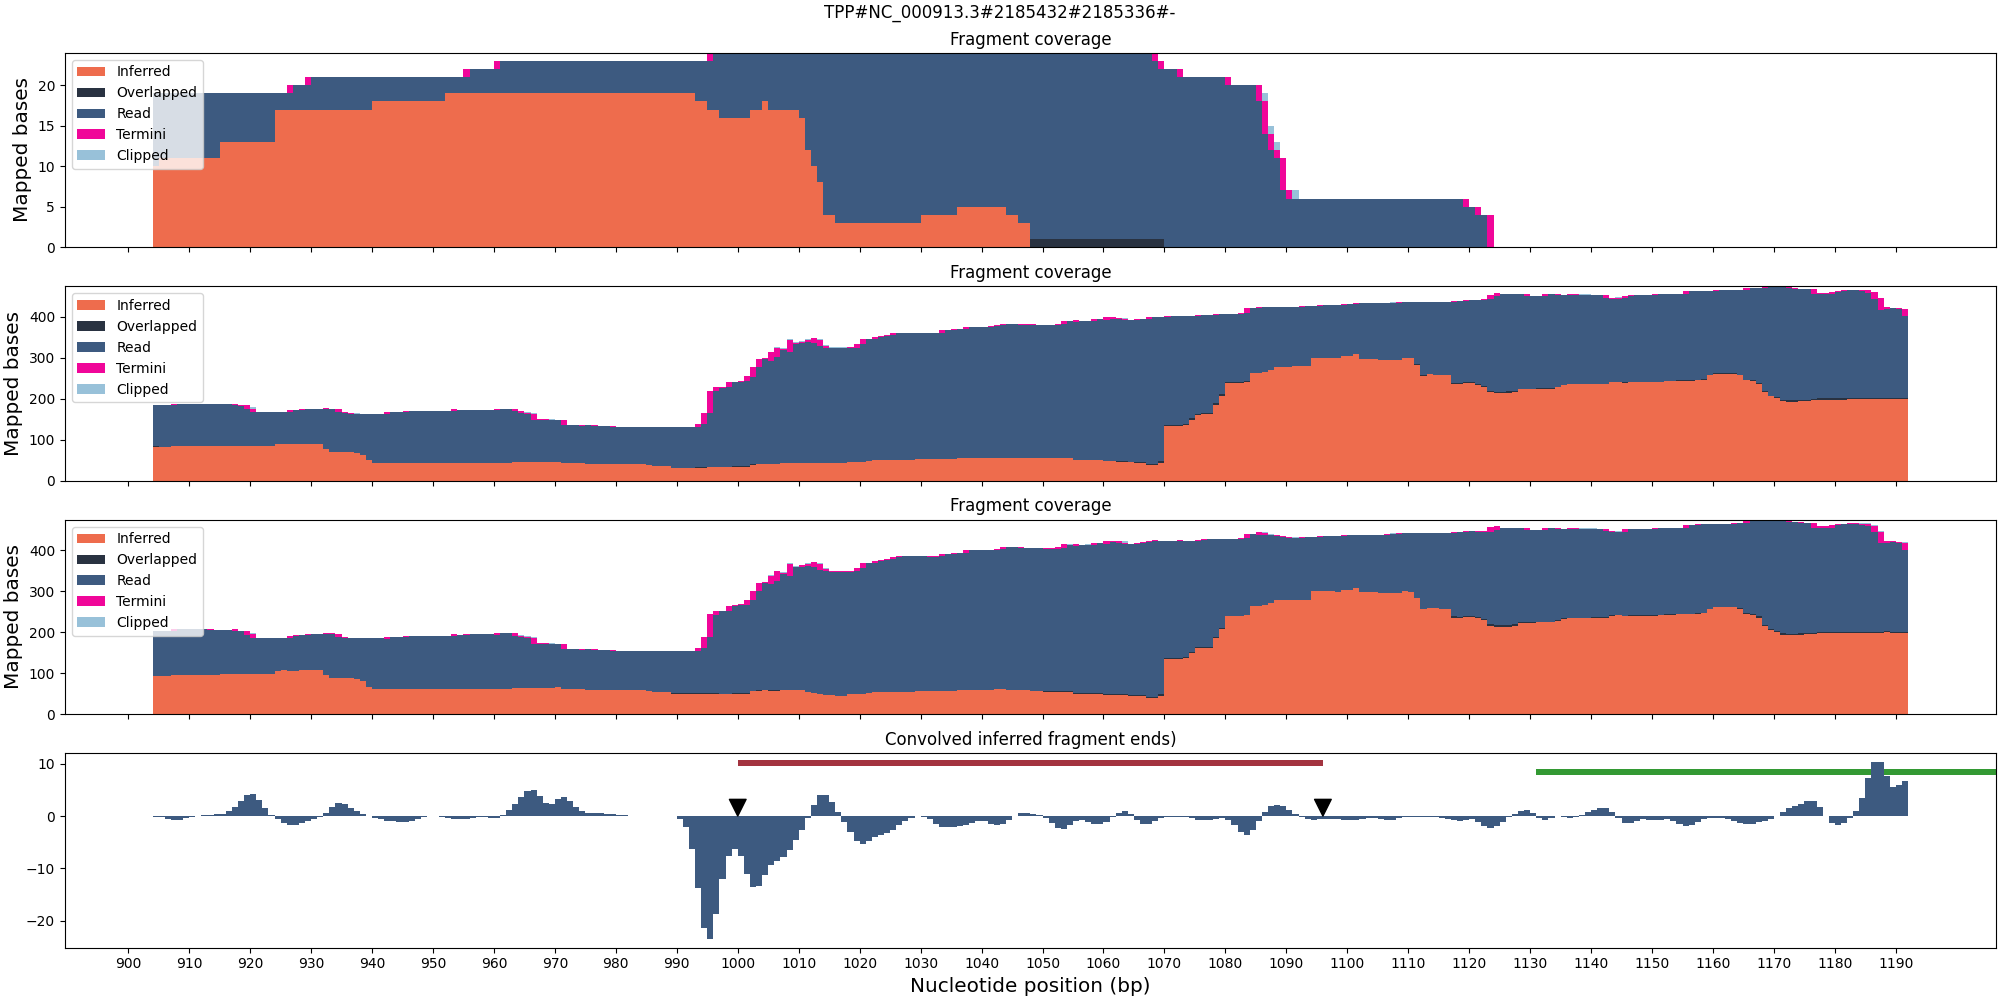 TPP#NC_000913.3#2185432#2185336#-
Fragment coverage
Mapped bases
20
15
10
5
0
Inferred
Overlapped
Read
Termini
Clipped
Fragment coverage
Mapped bases
400
300
200
100
0
Inferred
Overlapped
Read
Termini
Clipped
Fragment coverage
Mapped bases
400
300
200
100
0
Inferred
Overlapped
Read
Termini
Clipped
Convolved inferred fragment ends)
10
0
−10
−20
900 910 920 930 940 950 960 970 980 990 1000 1010 1020 1030 1040 1050 1060 1070 1080 1090 1100 1110 1120 1130 1140 1150 1160 1170 1180 1190
Nucleotide position (bp)